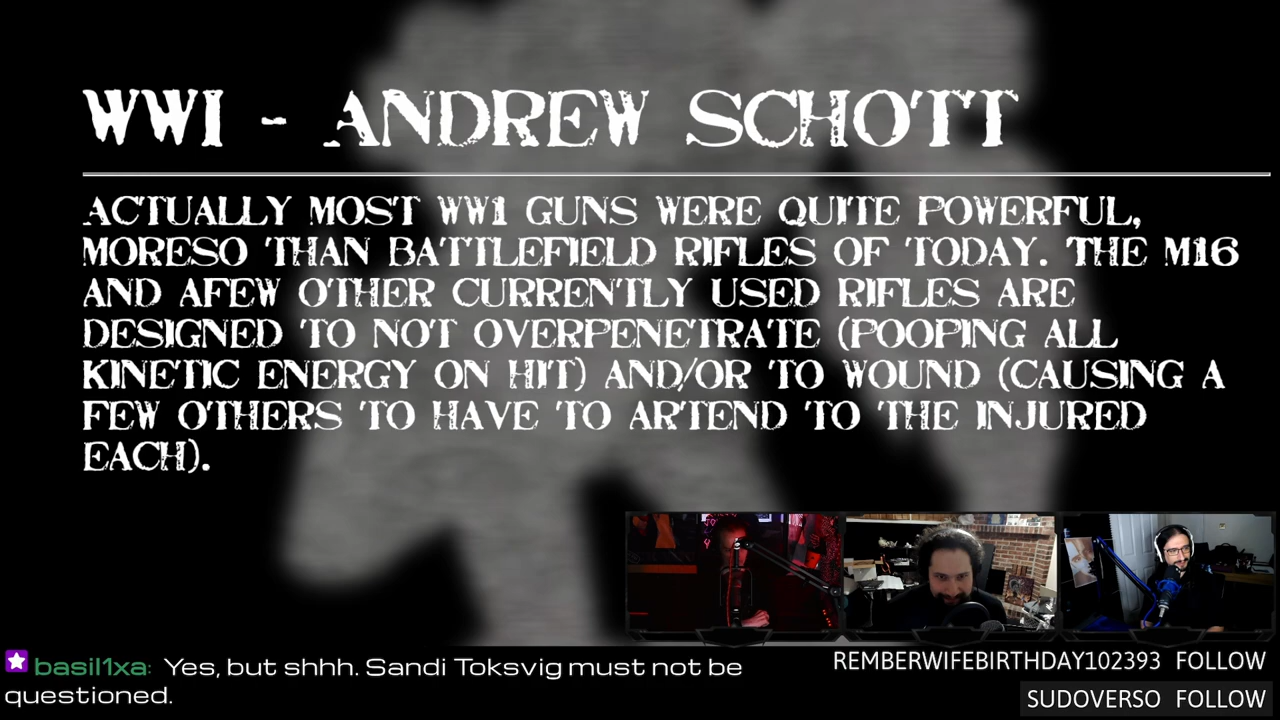 WWI - ANDREW SCHOTT
ACTUALLY MOST WW1 GUNS WERE QUITE POWERFUL,
MORESO THAN BATTLEFIELD RIFLES OF TODAY. THE M16
AND AFEW OTHER CURRENTLY USED RIFLES ARE
DESIGNED TO NOT OVERPENETRATE (POOPING ALL
KINETIC ENERGY ON HIT) AND/OR TO WOUND (CAUSING A
FEW OTHERS TO HAVE TO ARTEND TO THE INJURED
EACH).
basil1xa: Yes, but shhh. Sandi Toksvig must not be
questioned.
REMBERWIFEBIRTHDAY102393 FOLLOW
SUDOVERSO FOLLOW